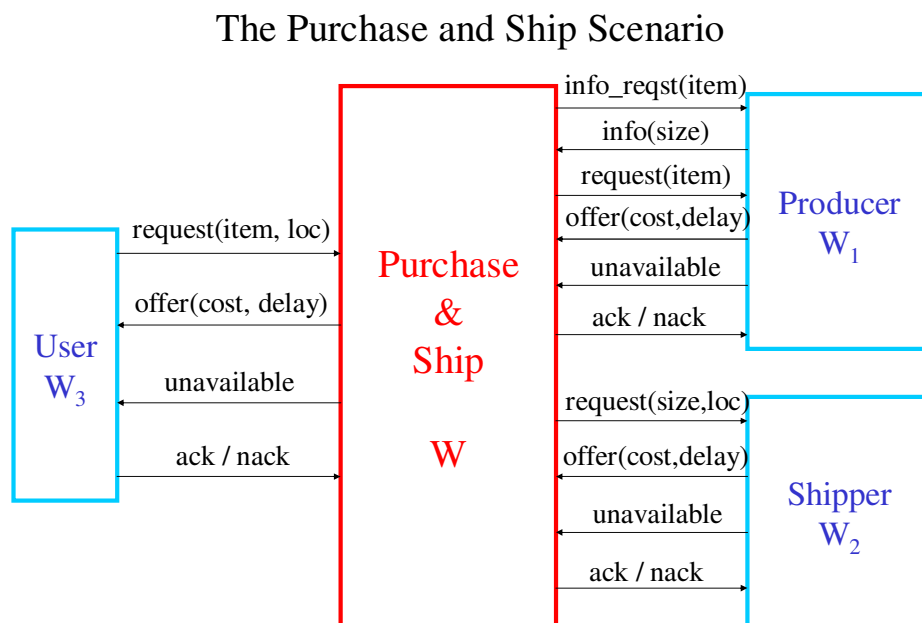 The Purchase and Ship Scenario
User
W3
request(item, loc)
offer(cost, delay)
unavailable
ack / nack
Purchase
&
Ship
W
info_reqst(item)
info(size)
request(item)
offer(cost,delay)
unavailable
ack / nack
Producer
W1
request(size,loc)
offer(cost,delay)
unavailable
ack / nack
Shipper
W2